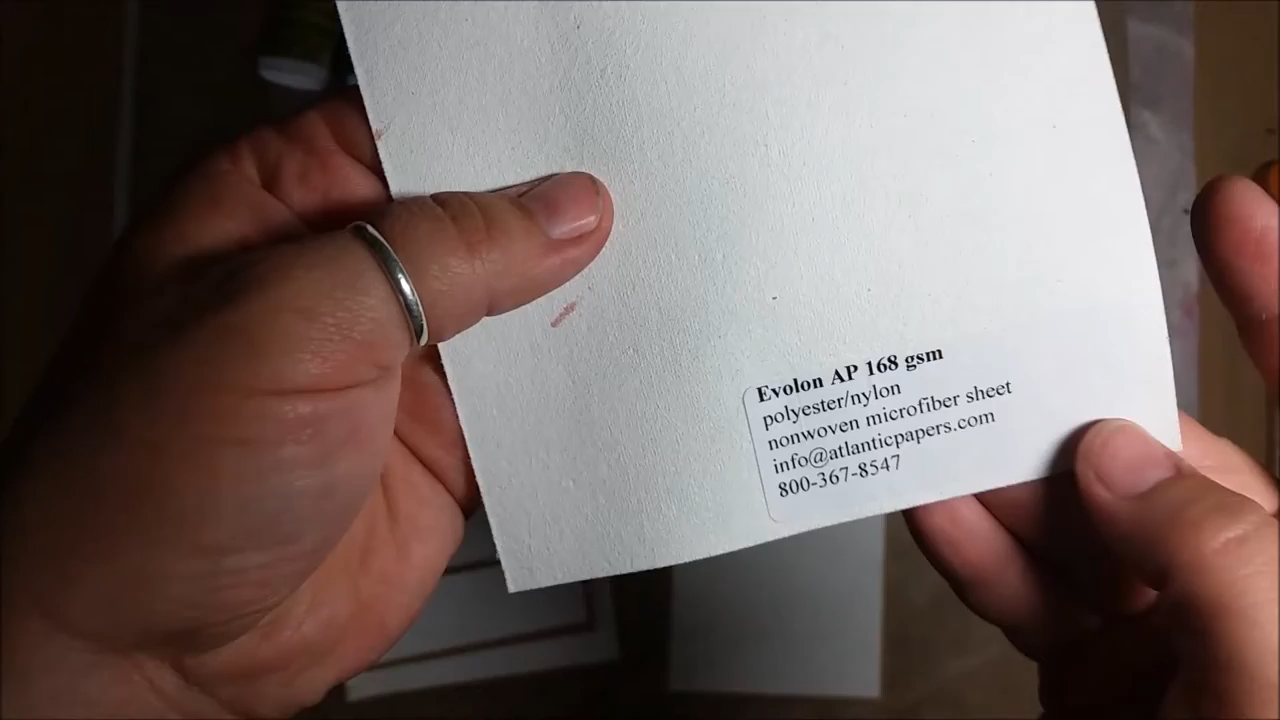 Evolon AP 168 gsm
polyester/nylon
nonwoven microfiber sheet
info@atlanticpapers.com
800-367-8547